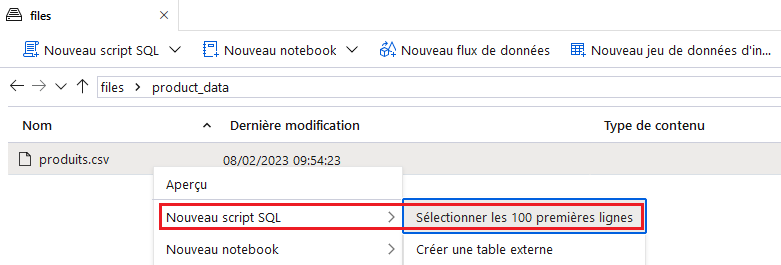 files
Nouveau script SQL
Nouveau notebook
Nouveau flux de données
Nouveau jeu de données d'in...
files
product_data
Nom
Dernière modification
Type de contenu
produits.csv
08/02/2023 09:54:23
Aperçu
Nouveau script SQL
Sélectionner les 100 premières lignes
Nouveau notebook
Créer une table externe